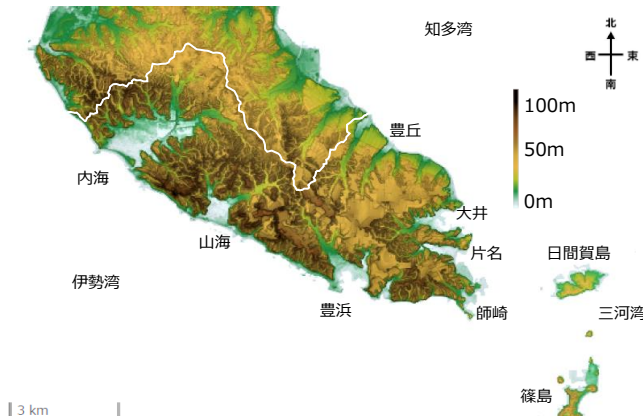 知多湾
北
西 東
南
100m
50m
0m
豊丘
内海
大井
山海
片名
日間賀島
伊勢湾
三河湾
豊浜
師崎
篠島
3 km